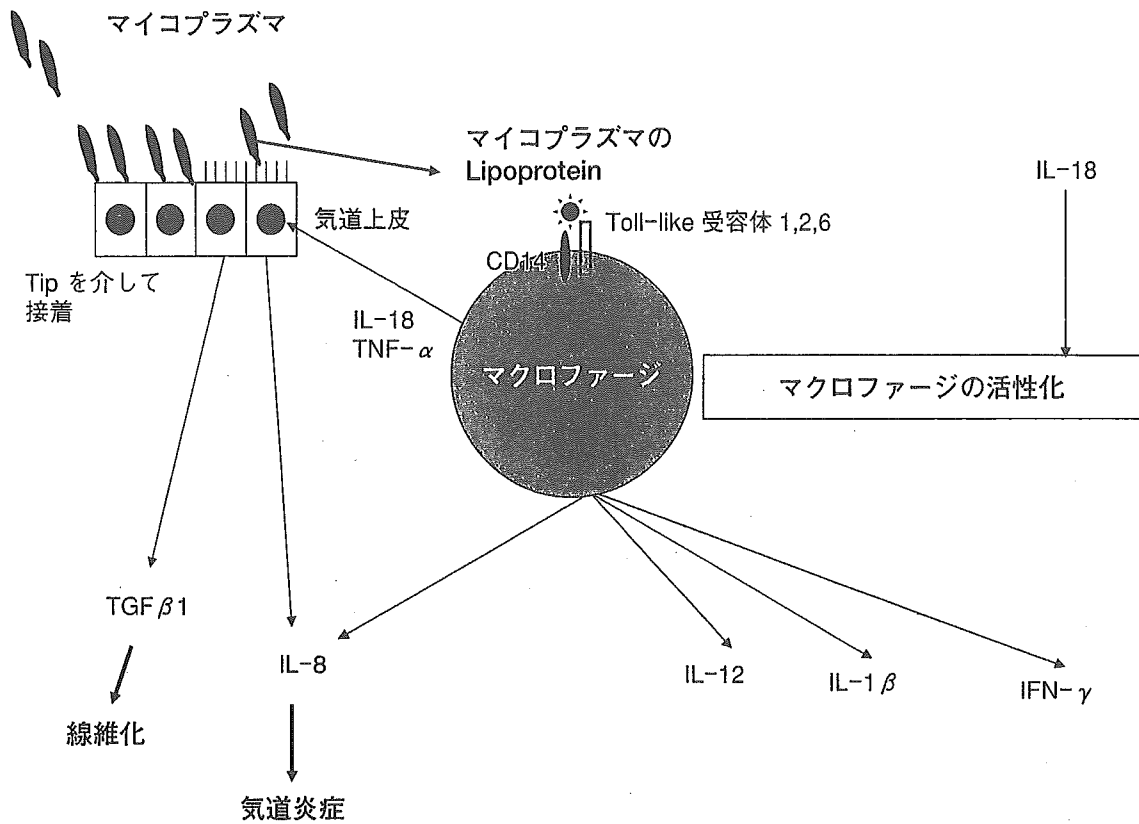 マイコプラズマ
マイコプラズマの
Lipoprotein
IL-18
気道上皮
Toll-like 受容体 1,2,6
CD14
Tip を介して
接着
IL-18
TNF-α
マクロファージ
マクロファージの活性化
TGFβ1
IL-8
IL-12
IL-1β
IFN-γ
線維化
気道炎症